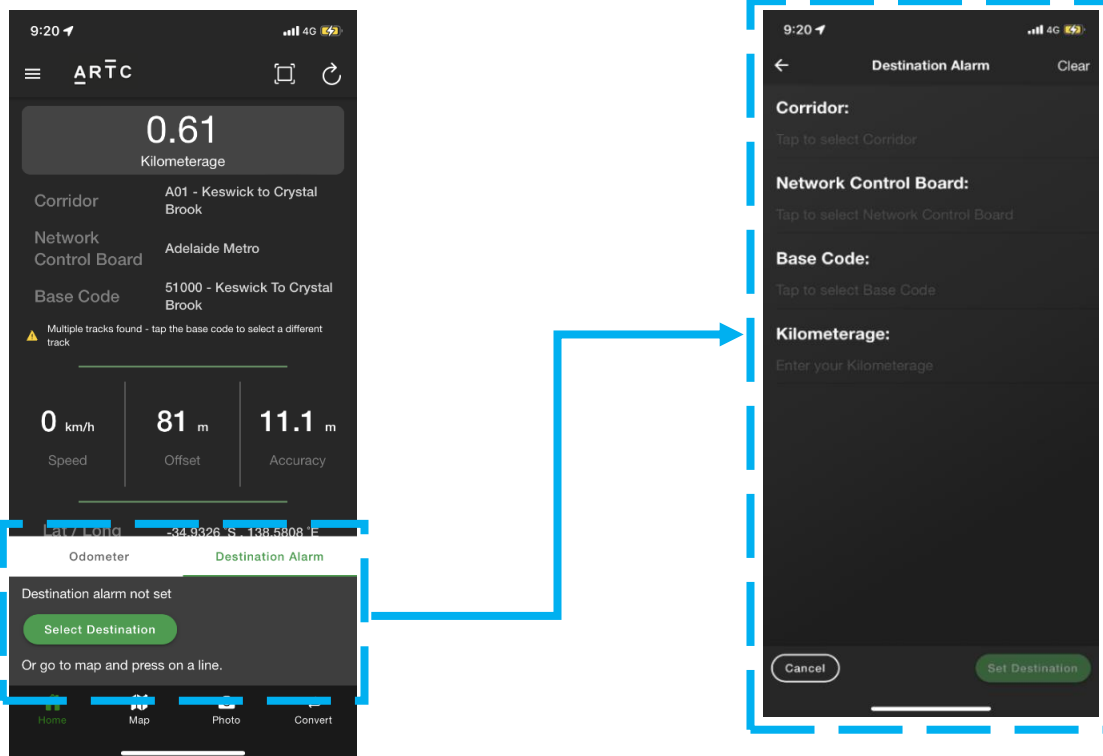 9:20
4G
ARTC
0.61
Kilometerage
Corridor
A01 - Keswick to Crystal
Brook
Network
Control Board
Adelaide Metro
Base Code
51000 - Keswick To Crystal
Brook
Multiple tracks found - tap the base code to select a different
track
0 km/h
Speed
81 m
Offset
11.1 m
Accuracy
Lat / Long
-34.9326 °S , 138.5808 °E
Odometer
Destination Alarm
Destination alarm not set
Select Destination
Or go to map and press on a line.
Home
Map
Photo
Convert
9:20
4G
Destination Alarm
Clear
Corridor:
Tap to select Corridor
Network Control Board:
Tap to select Network Control Board
Base Code:
Tap to select Base Code
Kilometerage:
Enter your Kilometerage
Cancel
Set Destination